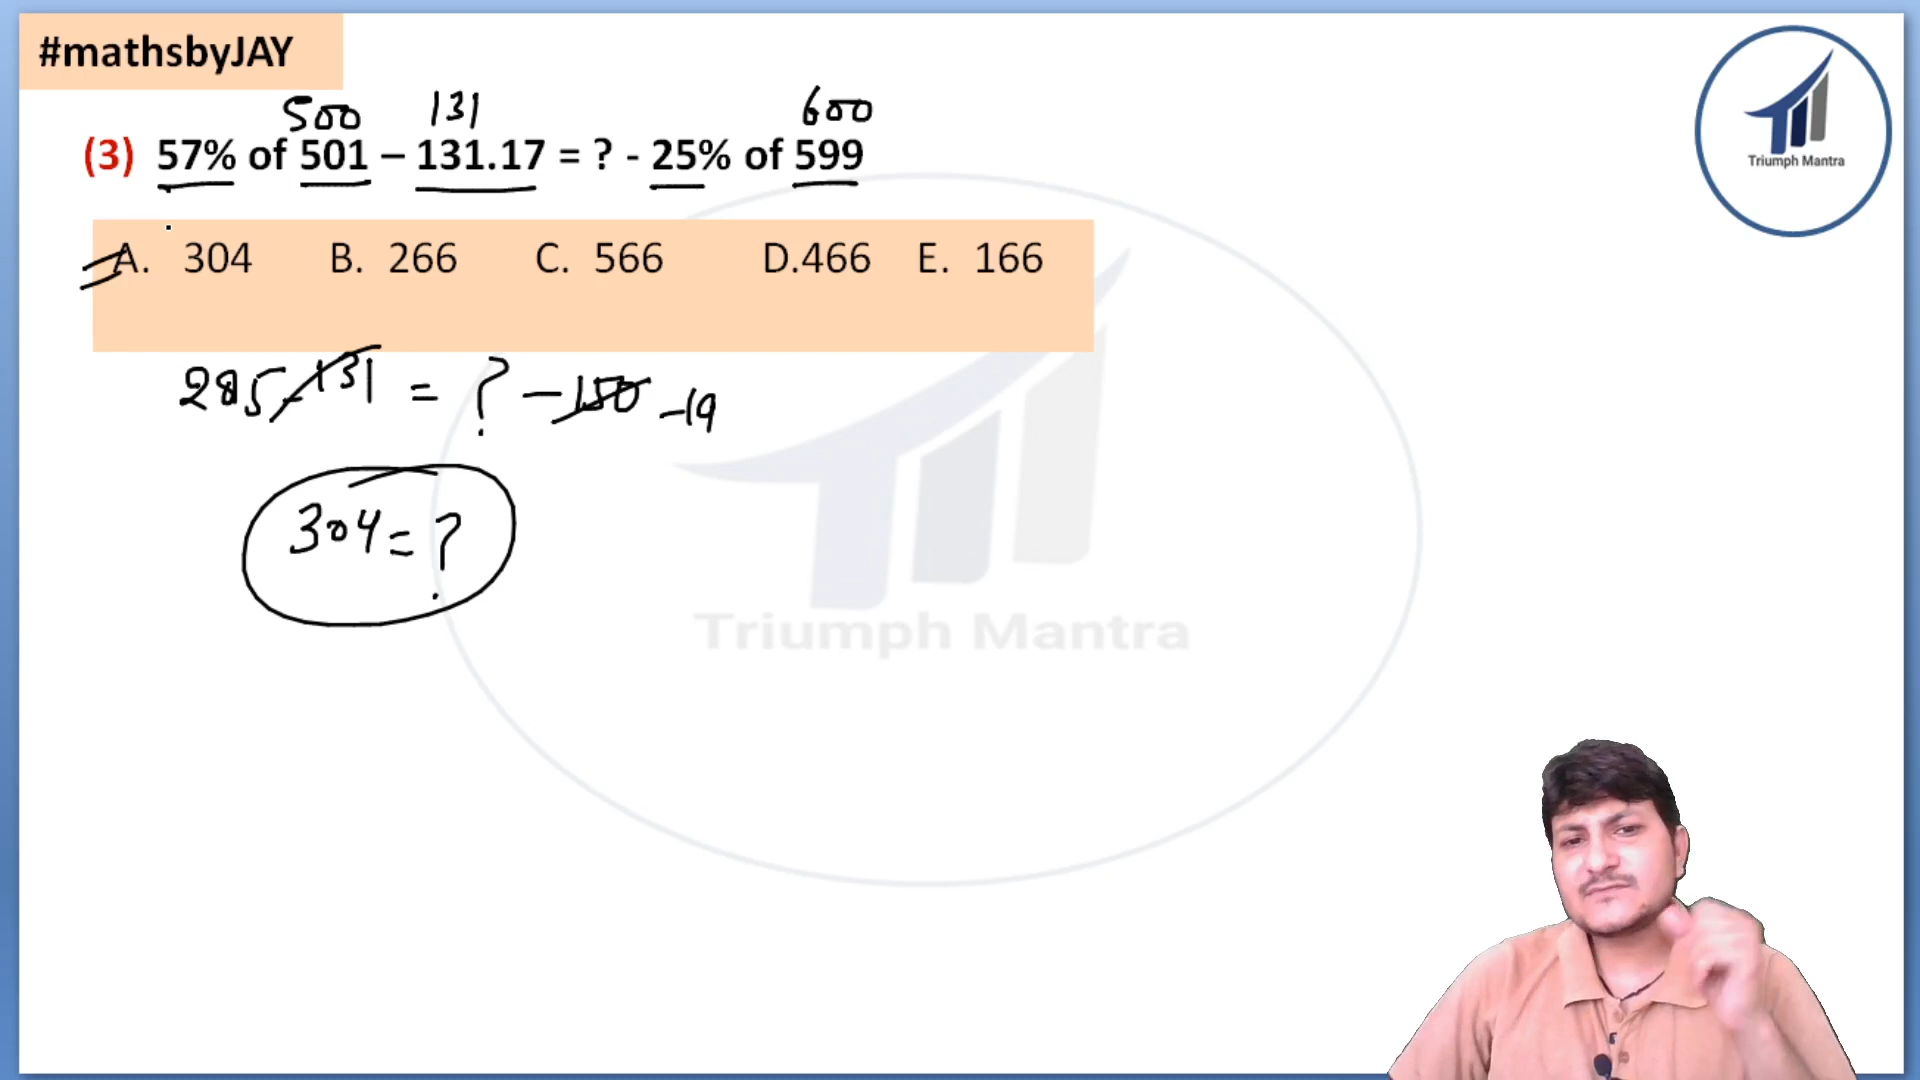 #mathsbyJAY
Triumph Mantra
500 131 600
(3) 57% of 501 – 131.17 = ? - 25% of 599
A. 304 B. 266 C. 566 D.466 E. 166
285 - 131 = ? - 150 -19
304 = ?
Triumph Mantra